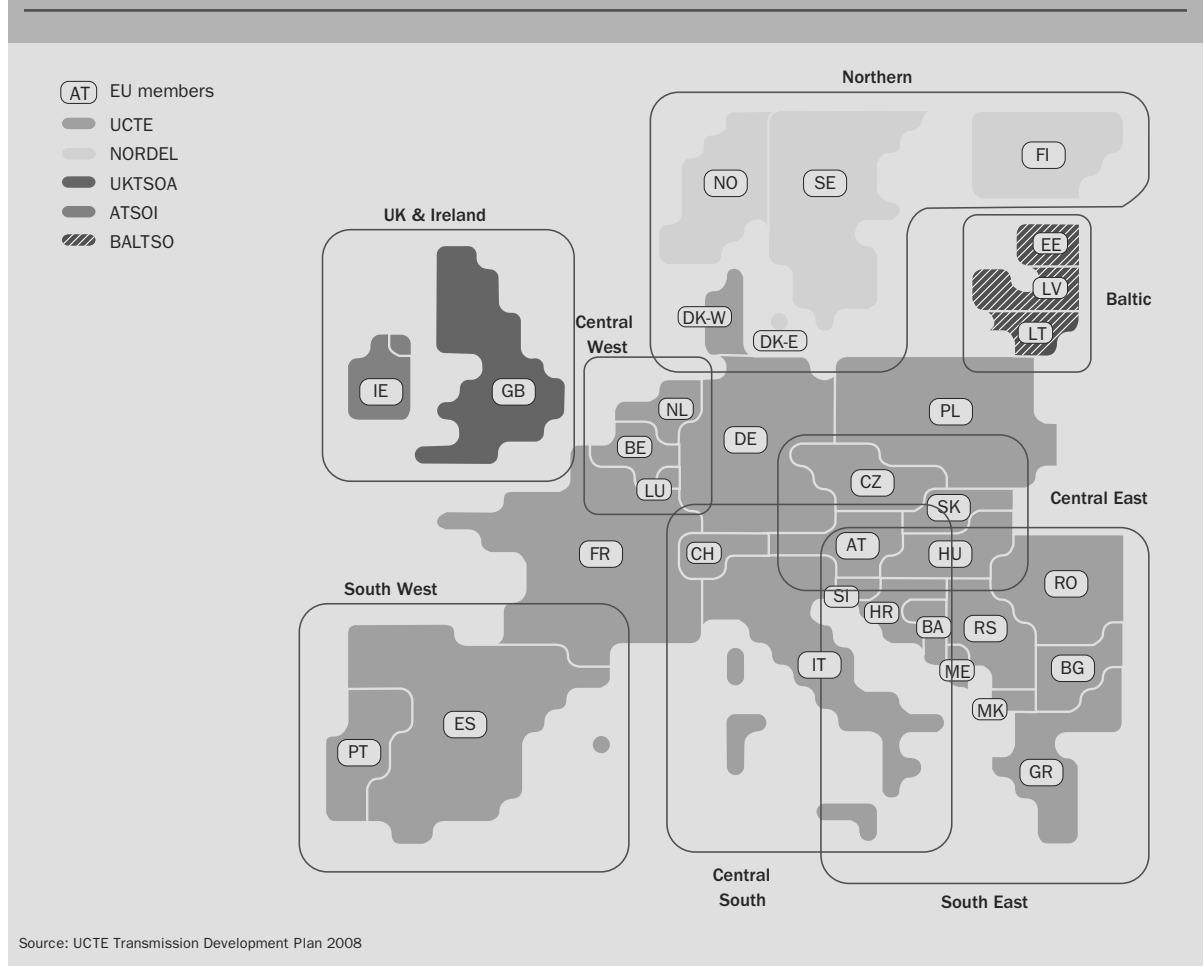 AT EU members
UCTE
NORDEL
UKTSOA
ATSOI
BALTSO
Northern
NO
SE
FI
UK & Ireland
EE
LV
LT
Baltic
DK-W
DK-E
Central
West
IE
GB
NL
BE
LU
DE
PL
CZ
SK
Central East
FR
CH
AT
HU
RO
South West
SI
HR
BA
RS
IT
ME
BG
MK
ES
PT
GR
Central
South
South East
Source: UCTE Transmission Development Plan 2008